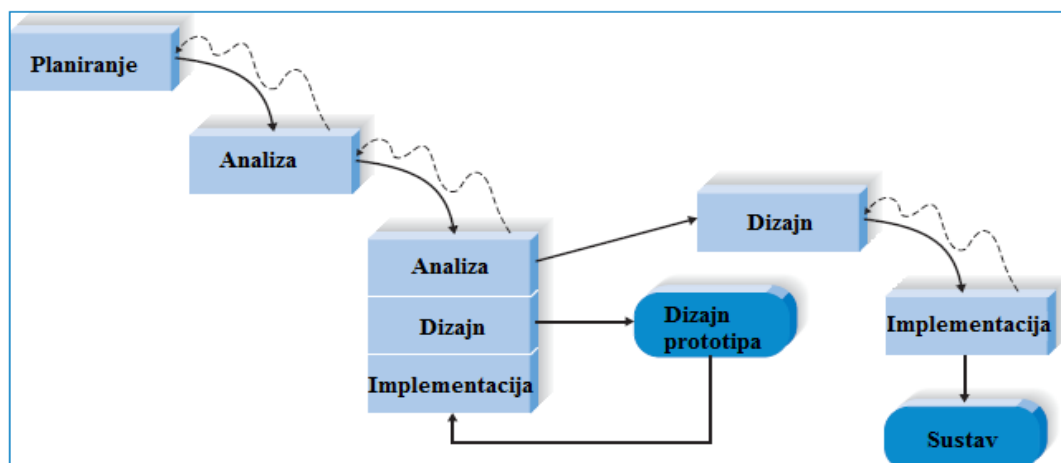 Planiranje
Analiza
Analiza
Dizajn
Implementacija
Dizajn
prototipa
Dizajn
Implementacija
Sustav